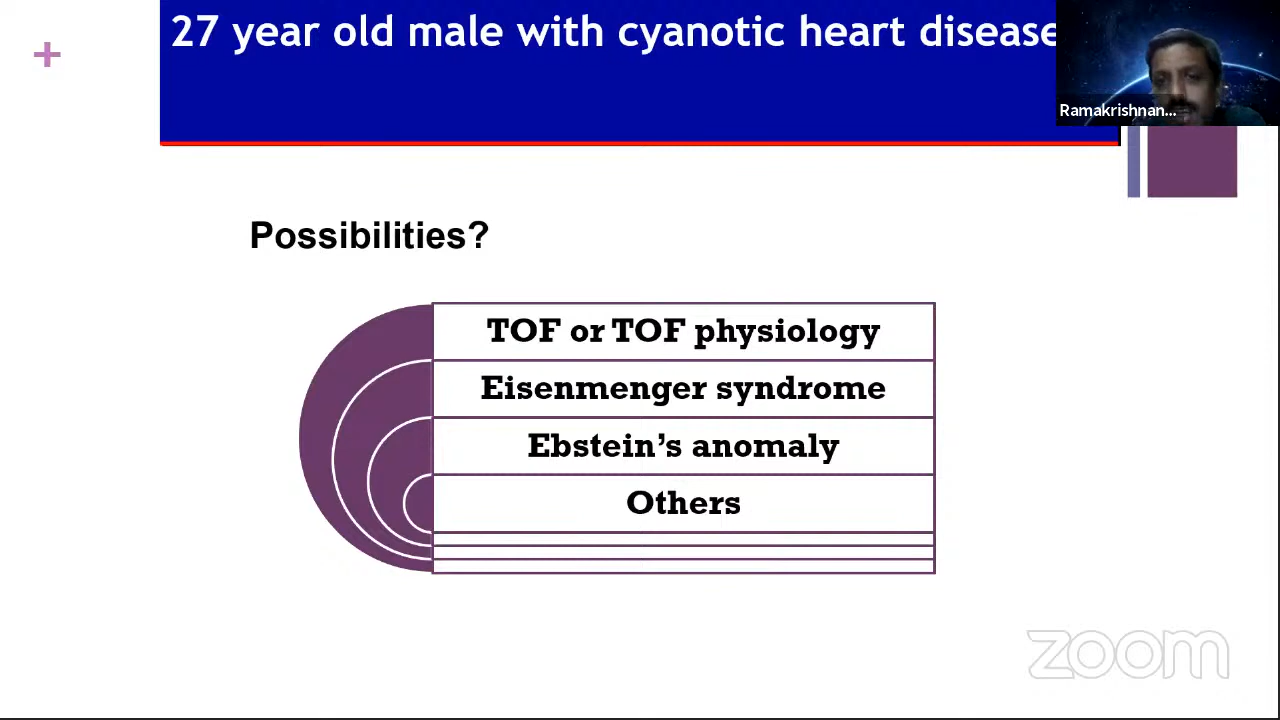 +
27 year old male with cyanotic heart disease
Ramakrishnan...
Possibilities?
TOF or TOF physiology
Eisenmenger syndrome
Ebstein's anomaly
Others
zoom